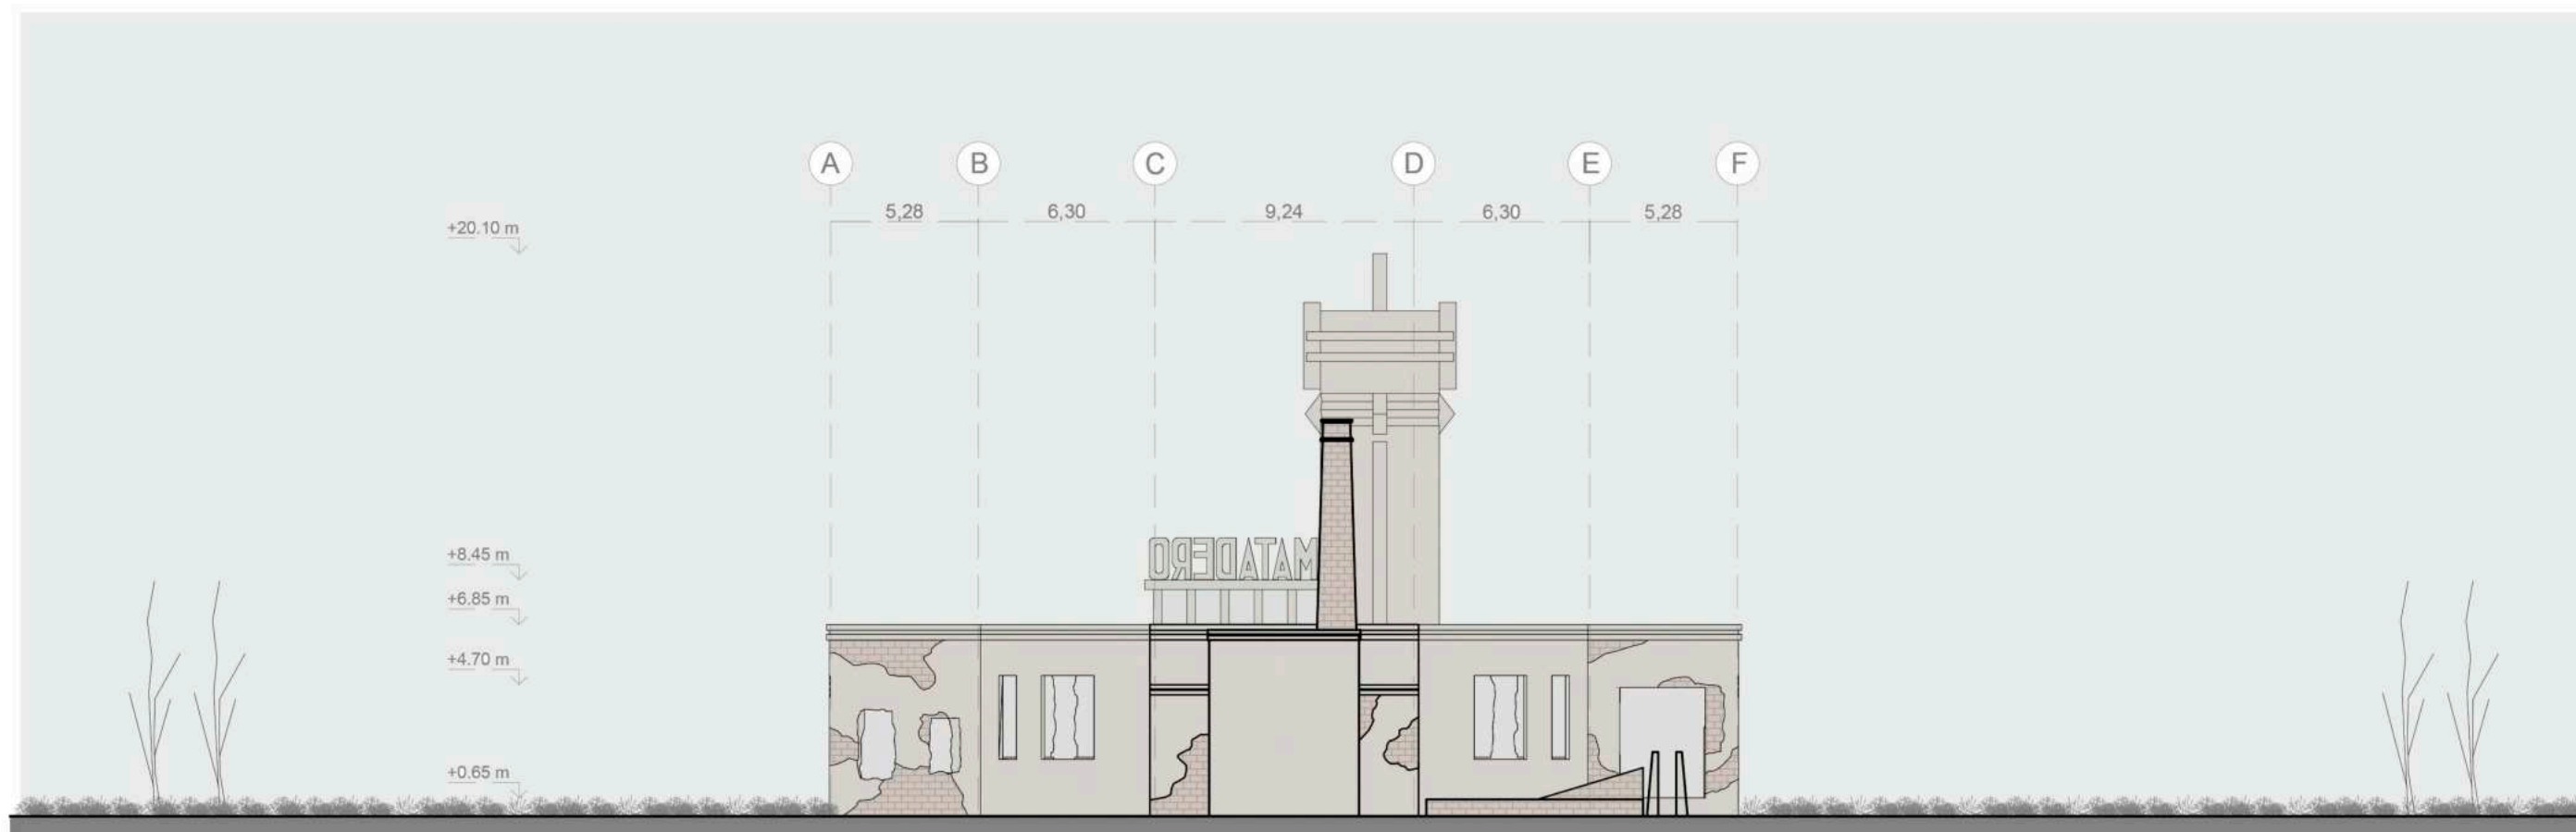 A B C D E F
5,28 6,30 9,24 6,30 5,28
+20.10 m
MATADERO
+8.45 m
+6.85 m
+4.70 m
+0.65 m